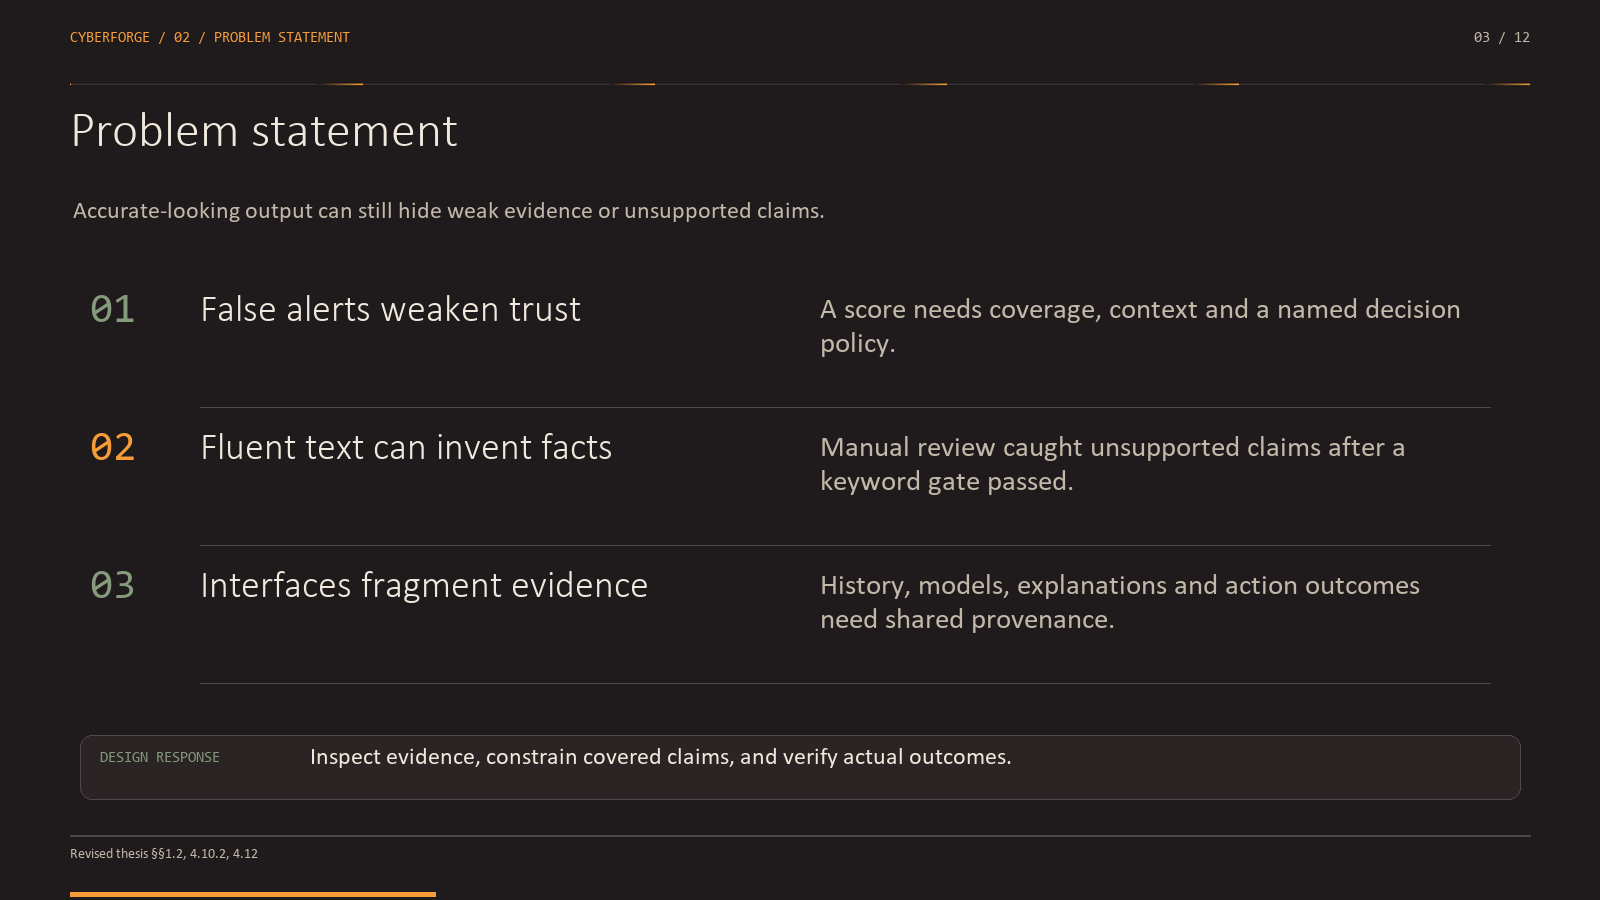 CYBERFORGE / 02 / PROBLEM STATEMENT
03 / 12
Problem statement
Accurate-looking output can still hide weak evidence or unsupported claims.
01
False alerts weaken trust
A score needs coverage, context and a named decision
policy.
02
Fluent text can invent facts
Manual review caught unsupported claims after a
keyword gate passed.
03
Interfaces fragment evidence
History, models, explanations and action outcomes
need shared provenance.
DESIGN RESPONSE
Inspect evidence, constrain covered claims, and verify actual outcomes.
Revised thesis §§1.2, 4.10.2, 4.12